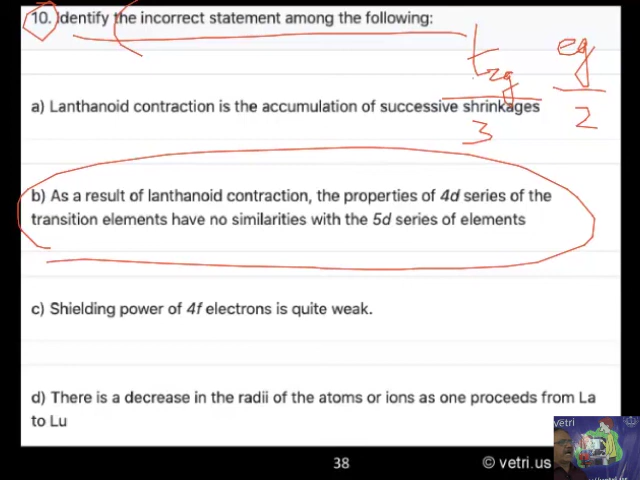 10. Identify the incorrect statement among the following:
t2g eg
3 2
a) Lanthanoid contraction is the accumulation of successive shrinkages
b) As a result of lanthanoid contraction, the properties of 4d series of the
transition elements have no similarities with the 5d series of elements
c) Shielding power of 4f electrons is quite weak.
d) There is a decrease in the radii of the atoms or ions as one proceeds from La
to Lu
vetri
38 © vetri.us